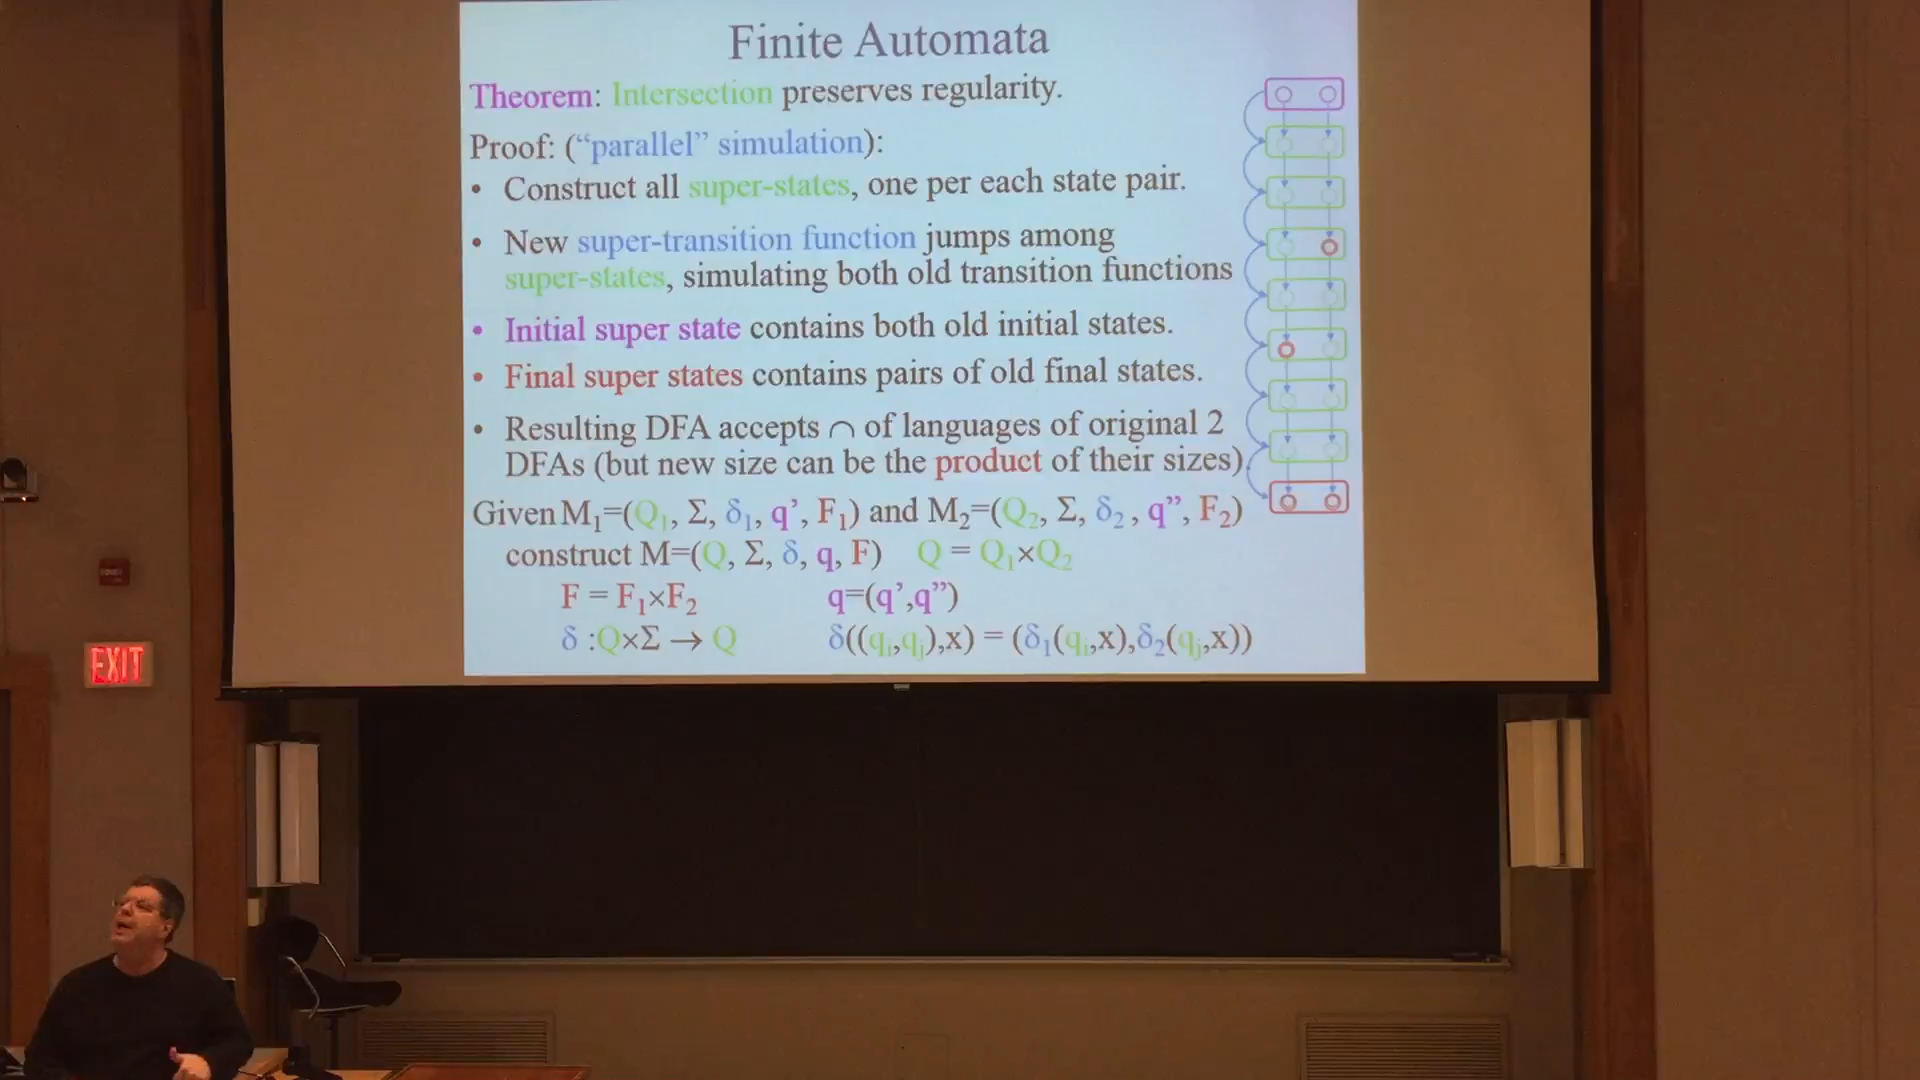 Finite Automata
Theorem: Intersection preserves regularity.
Proof: (“parallel” simulation):
• Construct all super-states, one per each state pair.
• New super-transition function jumps among
super-states, simulating both old transition functions
• Initial super state contains both old initial states.
• Final super states contains pairs of old final states.
• Resulting DFA accepts ∩ of languages of original 2
DFAs (but new size can be the product of their sizes).
Given M₁=(Q₁, Σ, δ₁, q’, F₁) and M₂=(Q₂, Σ, δ₂, q”, F₂)
construct M=(Q, Σ, δ, q, F) Q = Q₁×Q₂
F = F₁×F₂ q=(q’,q”)
δ :Q×Σ → Q δ((qᵢ,qⱼ),x) = (δ₁(qᵢ,x),δ₂(qⱼ,x))
EXIT